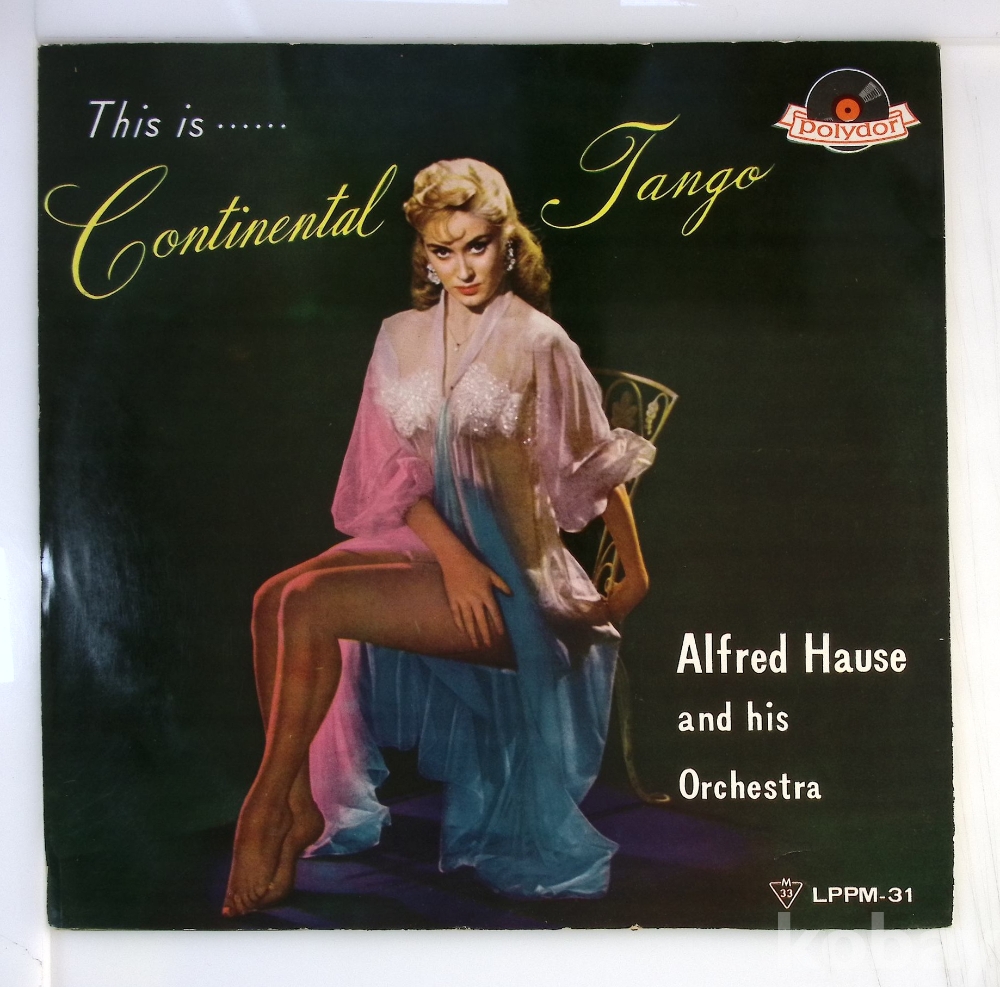 This is ......
polydor
Continental Tango
Alfred Hause
and his
Orchestra
M
33
LPPM-31